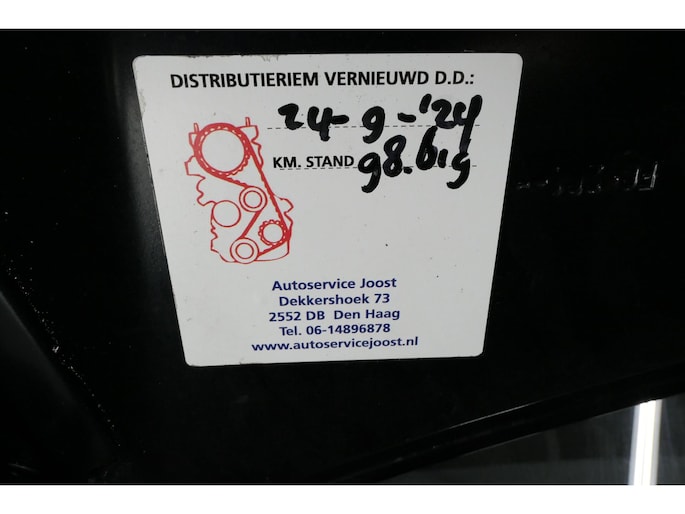 DISTRIBUTIERIEM VERNIEUWD D.D.:
24-9-'24
KM. STAND 98.619
Autoservice Joost
Dekkershoek 73
2552 DB Den Haag
Tel. 06-14896878
www.autoservicejoost.nl